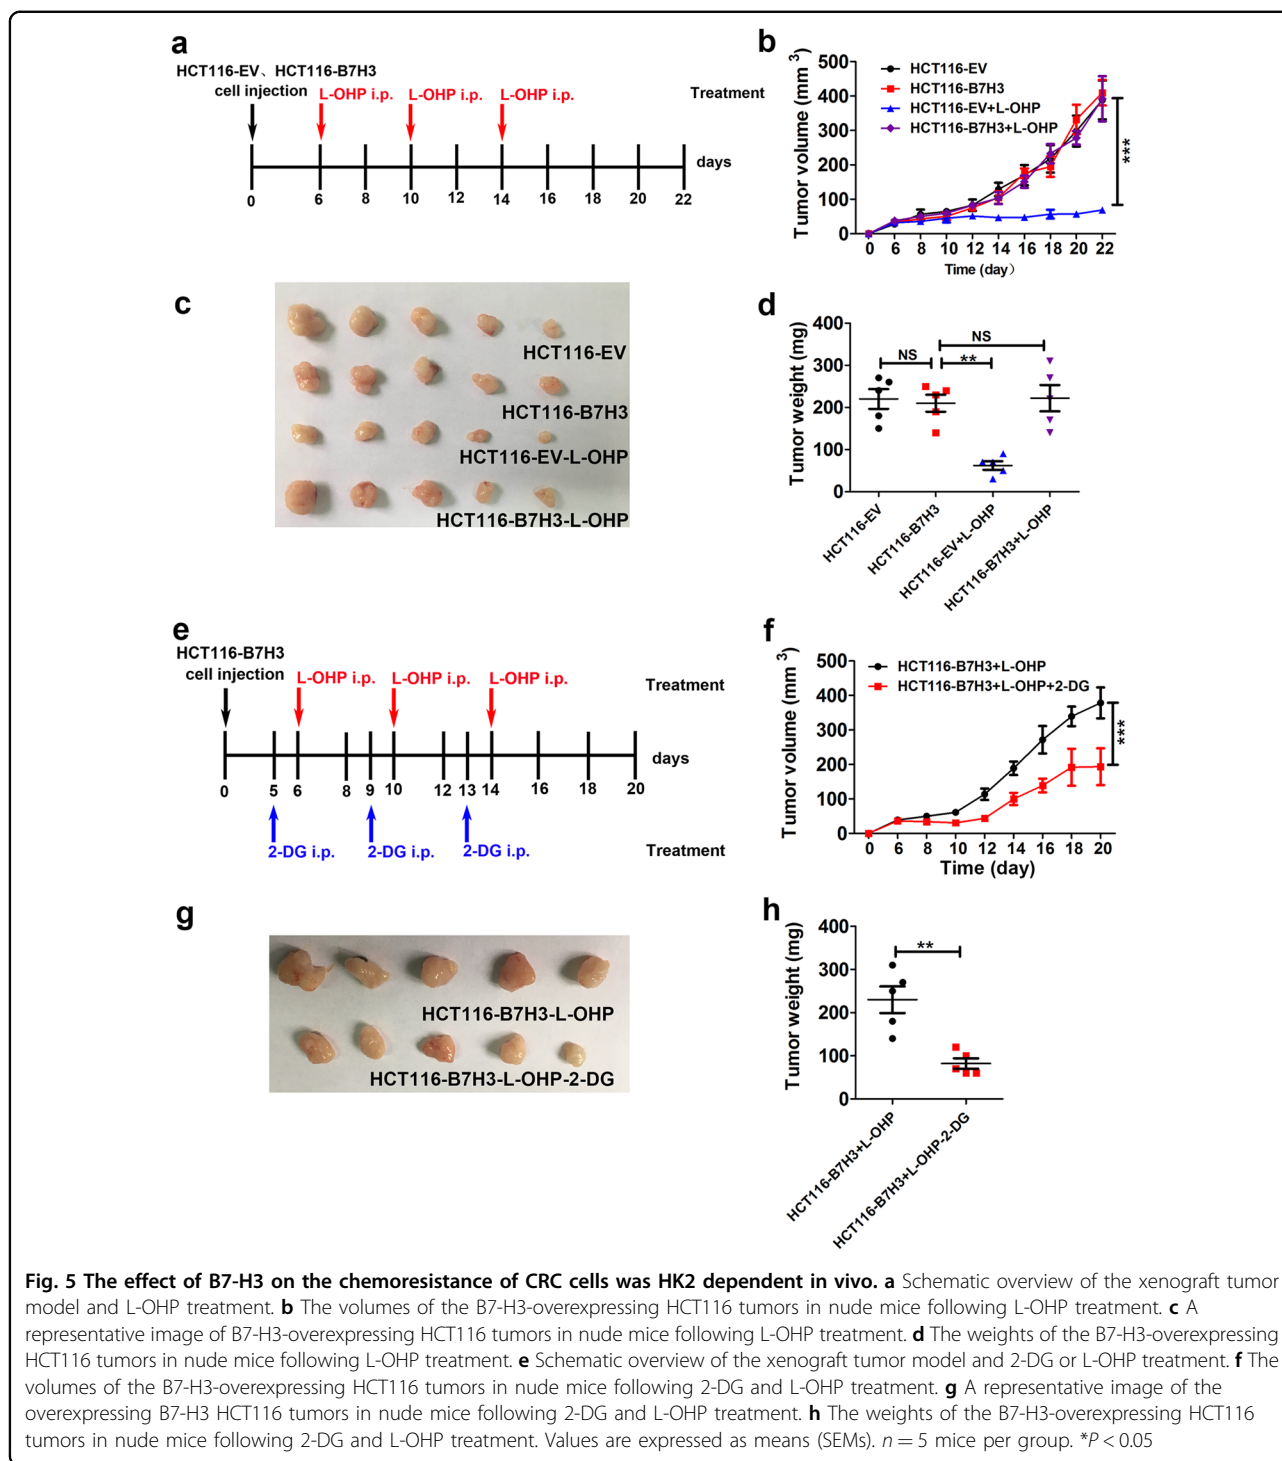 a
HCT116-EV、HCT116-B7H3
cell injection
L-OHP i.p. L-OHP i.p. L-OHP i.p.
Treatment
days
0 6 8 10 12 14 16 18 20 22
b
Tumor volume (mm 3)
500
400
300
200
100
0
HCT116-EV
HCT116-B7H3
HCT116-EV+L-OHP
HCT116-B7H3+L-OHP
***
0 6 8 10 12 14 16 18 20 22
Time (day）
c
HCT116-EV
HCT116-B7H3
HCT116-EV-L-OHP
HCT116-B7H3-L-OHP
d
Tumor weight (mg)
400
300
200
100
0
NS
NS
**
HCT116-EV
HCT116-B7H3
HCT116-EV+L-OHP
HCT116-B7H3+L-OHP
e
HCT116-B7H3
cell injection
L-OHP i.p. L-OHP i.p. L-OHP i.p.
Treatment
days
0 5 6 8 9 10 12 13 14 16 18 20
2-DG i.p. 2-DG i.p. 2-DG i.p.
Treatment
f
Tumor volume (mm 3)
500
400
300
200
100
0
HCT116-B7H3+L-OHP
HCT116-B7H3+L-OHP+2-DG
***
0 6 8 10 12 14 16 18 20
Time (day)
g
HCT116-B7H3-L-OHP
HCT116-B7H3-L-OHP-2-DG
h
Tumor weight (mg)
400
300
200
100
0
**
HCT116-B7H3+L-OHP
HCT116-B7H3+L-OHP-2-DG
Fig. 5 The effect of B7-H3 on the chemoresistance of CRC cells was HK2 dependent in vivo. a Schematic overview of the xenograft tumor
model and L-OHP treatment. b The volumes of the B7-H3-overexpressing HCT116 tumors in nude mice following L-OHP treatment. c A
representative image of B7-H3-overexpressing HCT116 tumors in nude mice following L-OHP treatment. d The weights of the B7-H3-overexpressing
HCT116 tumors in nude mice following L-OHP treatment. e Schematic overview of the xenograft tumor model and 2-DG or L-OHP treatment. f The
volumes of the B7-H3-overexpressing HCT116 tumors in nude mice following 2-DG and L-OHP treatment. g A representative image of the
overexpressing B7-H3 HCT116 tumors in nude mice following 2-DG and L-OHP treatment. h The weights of the B7-H3-overexpressing HCT116
tumors in nude mice following 2-DG and L-OHP treatment. Values are expressed as means (SEMs). n = 5 mice per group. *P < 0.05